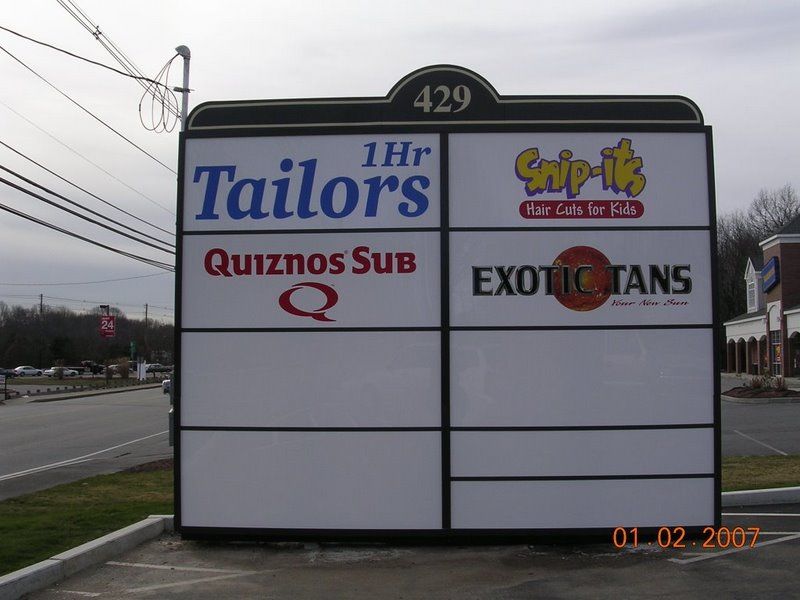 429
1Hr
Tailors
Snip-its
Hair Cuts for Kids
Quiznos Sub
Q
EXOTIC TANS
Your New Sun
24
01.02.2007